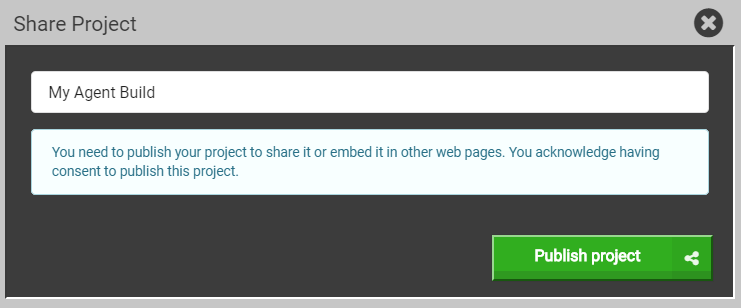 Share Project
My Agent Build
You need to publish your project to share it or embed it in other web pages. You acknowledge having
consent to publish this project.
Publish project